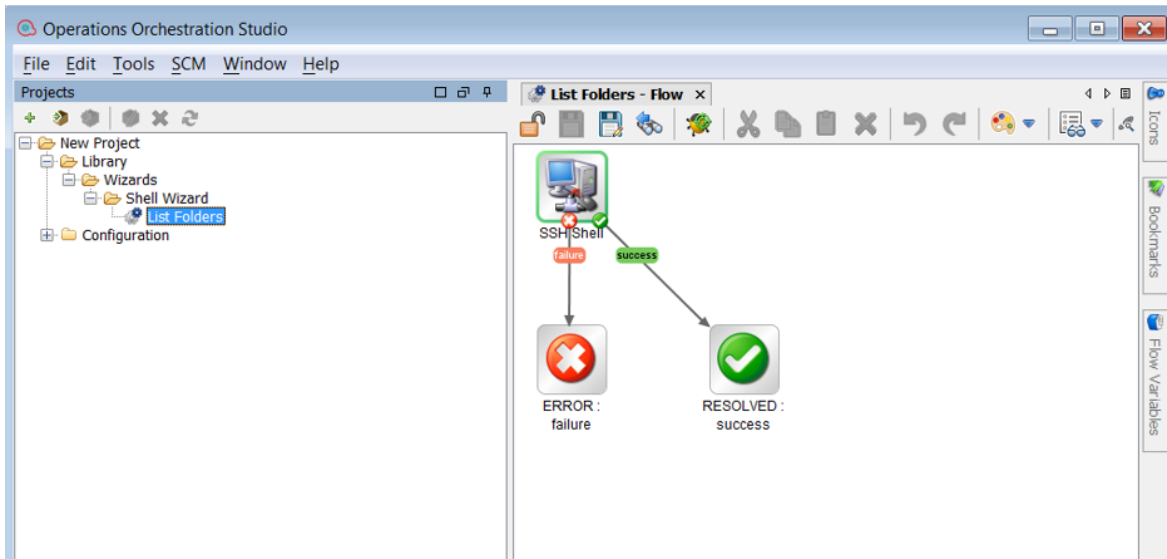 Operations Orchestration Studio
File Edit Tools SCM Window Help
Projects
New Project
Library
Wizards
Shell Wizard
List Folders
Configuration
List Folders - Flow
SSH Shell
failure
success
ERROR :
failure
RESOLVED :
success
Icons
Bookmarks
Flow Variables